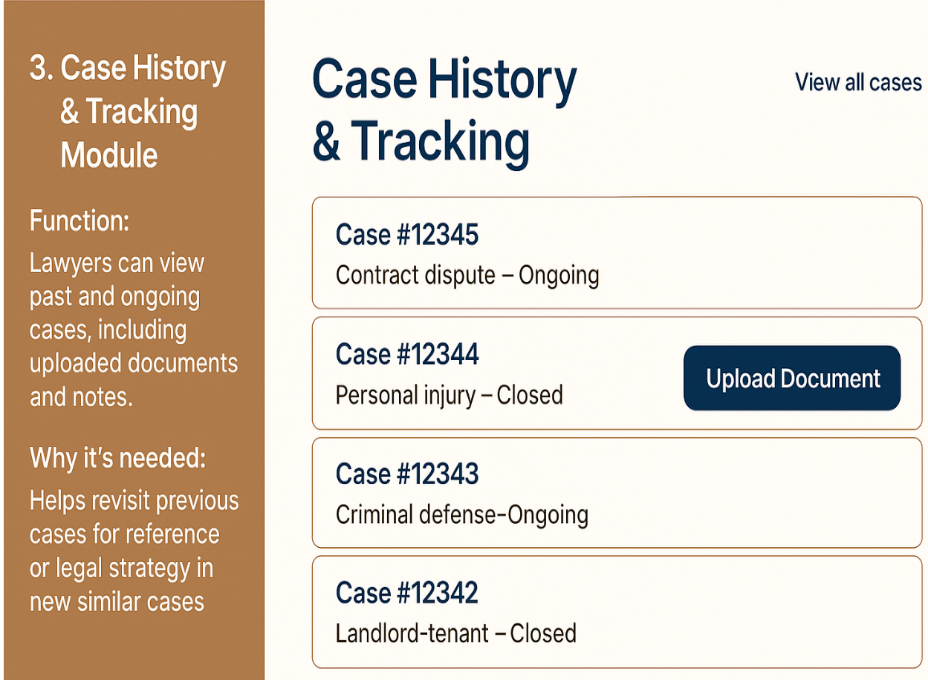 3. Case History
& Tracking
Module
Function:
Lawyers can view
past and ongoing
cases, including
uploaded documents
and notes.
Why it's needed:
Helps revisit previous
cases for reference
or legal strategy in
new similar cases
Case History
& Tracking
View all cases
Case #12345
Contract dispute – Ongoing
Case #12344
Personal injury – Closed
Upload Document
Case #12343
Criminal defense–Ongoing
Case #12342
Landlord-tenant – Closed